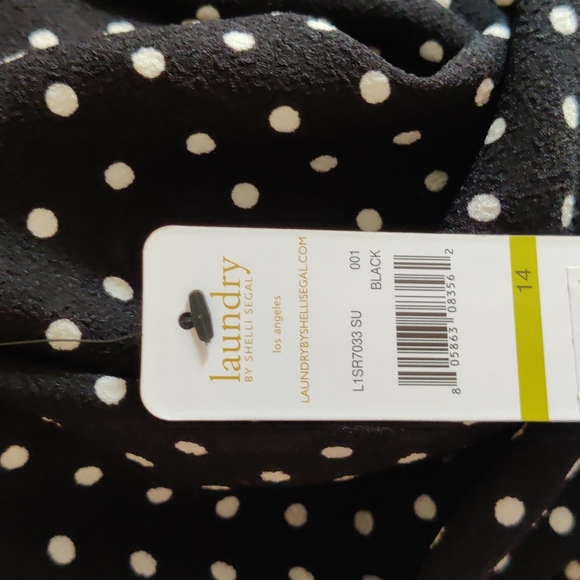 laundry
BY SHELLI SEGAL
los angeles
LAUNDRYBYSHELLISEGAL.COM
L1SR7033 SU 001
BLACK
8 05863 08356 2
14